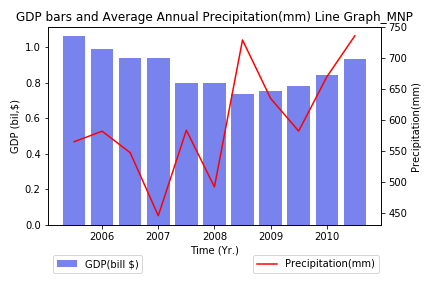 GDP bars and Average Annual Precipitation(mm) Line Graph_MNP
GDP (bil,$)
1.0
0.8
0.6
0.4
0.2
0.0
750
700
650
600
550
500
450
Precipitation(mm)
2006 2007 2008 2009 2010
Time (Yr.)
GDP(bill $)
Precipitation(mm)